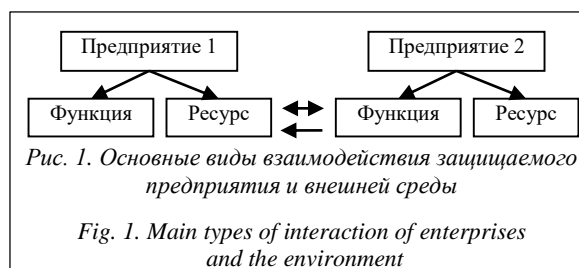 Предприятие 1 Предприятие 2
Функция Ресурс Функция Ресурс
Рис. 1. Основные виды взаимодействия защищаемого
предприятия и внешней среды
Fig. 1. Main types of interaction of enterprises
and the environment